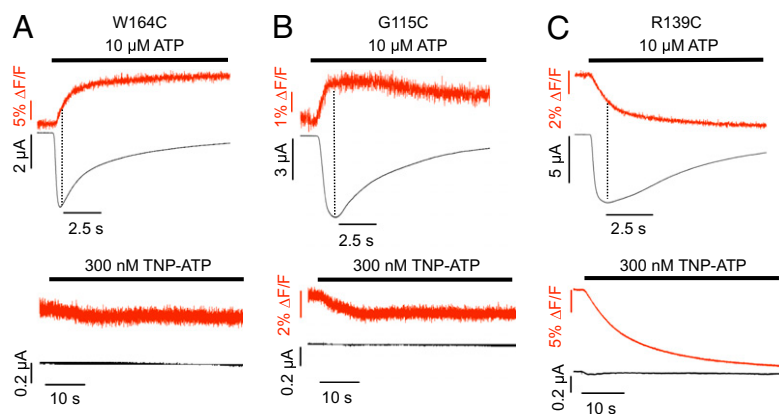 A
W164C
10 µM ATP
5% ΔF/F
2 µA
2.5 s
300 nM TNP-ATP
0.2 µA
10 s
B
G115C
10 µM ATP
1% ΔF/F
3 µA
2.5 s
300 nM TNP-ATP
2% ΔF/F
0.2 µA
10 s
C
R139C
10 µM ATP
2% ΔF/F
5 µA
2.5 s
300 nM TNP-ATP
5% ΔF/F
0.2 µA
10 s